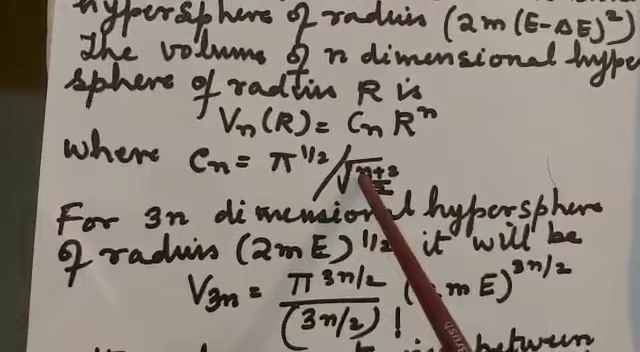 hypersphere of radius (2m(E-ΔE)²)
The volume of n dimensional hype
sphere of radius R is
Vn(R) = Cn Rⁿ
where Cn = π^1/2 / √
For 3n dimensional hypersphere
of radius (2mE)^1/2 it will be
V3n = π^3n/2 / (3n/2)! ( mE)^3n/2
between